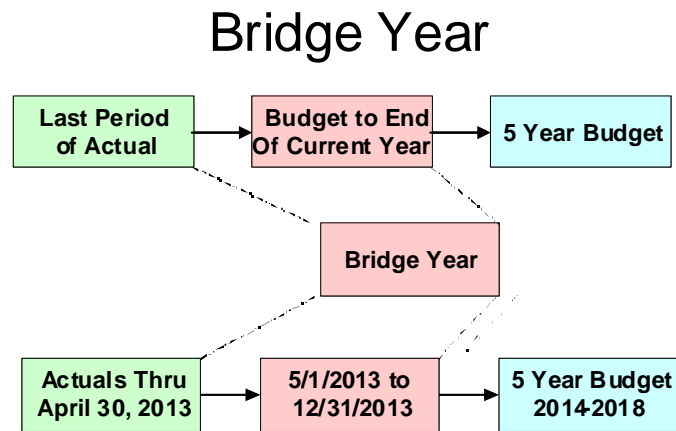 Bridge Year
Last Period
of Actual
Budget to End
Of Current Year
5 Year Budget
Bridge Year
Actuals Thru
April 30, 2013
5/1/2013 to
12/31/2013
5 Year Budget
2014-2018